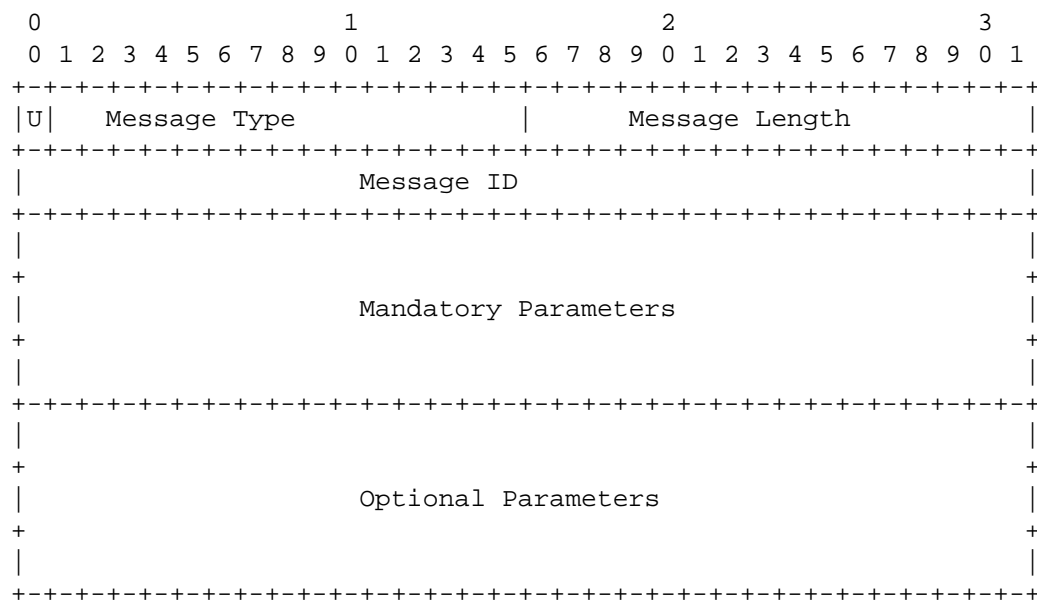 0                   1                   2                   3
 0 1 2 3 4 5 6 7 8 9 0 1 2 3 4 5 6 7 8 9 0 1 2 3 4 5 6 7 8 9 0 1
+-+-+-+-+-+-+-+-+-+-+-+-+-+-+-+-+-+-+-+-+-+-+-+-+-+-+-+-+-+-+-+-+
|U|   Message Type              |      Message Length           |
+-+-+-+-+-+-+-+-+-+-+-+-+-+-+-+-+-+-+-+-+-+-+-+-+-+-+-+-+-+-+-+-+
|                     Message ID                                |
+-+-+-+-+-+-+-+-+-+-+-+-+-+-+-+-+-+-+-+-+-+-+-+-+-+-+-+-+-+-+-+-+
|                                                               |
+                                                               +
|                     Mandatory Parameters                      |
+                                                               +
|                                                               |
+-+-+-+-+-+-+-+-+-+-+-+-+-+-+-+-+-+-+-+-+-+-+-+-+-+-+-+-+-+-+-+-+
|                                                               |
+                                                               +
|                     Optional Parameters                       |
+                                                               +
|                                                               |
+-+-+-+-+-+-+-+-+-+-+-+-+-+-+-+-+-+-+-+-+-+-+-+-+-+-+-+-+-+-+-+-+